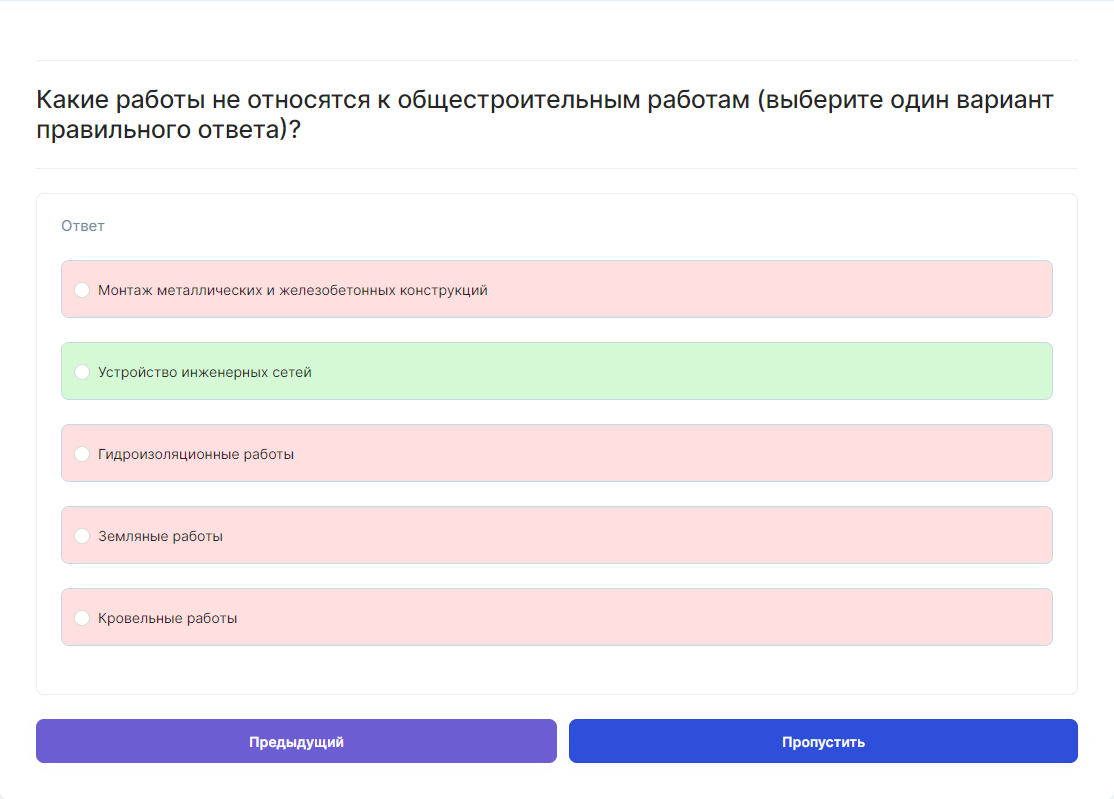 Какие работы не относятся к общестроительным работам (выберите один вариант
правильного ответа)?
Ответ
Монтаж металлических и железобетонных конструкций
Устройство инженерных сетей
Гидроизоляционные работы
Земляные работы
Кровельные работы
Предыдущий
Пропустить